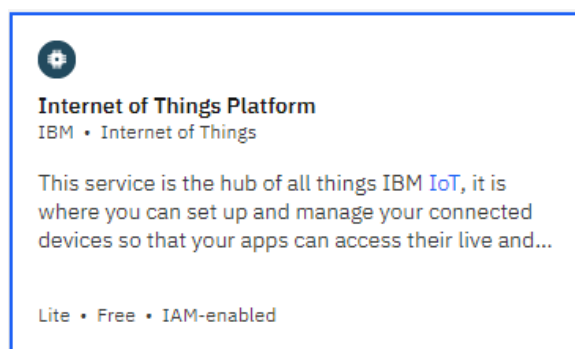 Internet of Things Platform
IBM • Internet of Things
This service is the hub of all things IBM IoT, it is
where you can set up and manage your connected
devices so that your apps can access their live and...
Lite • Free • IAM-enabled